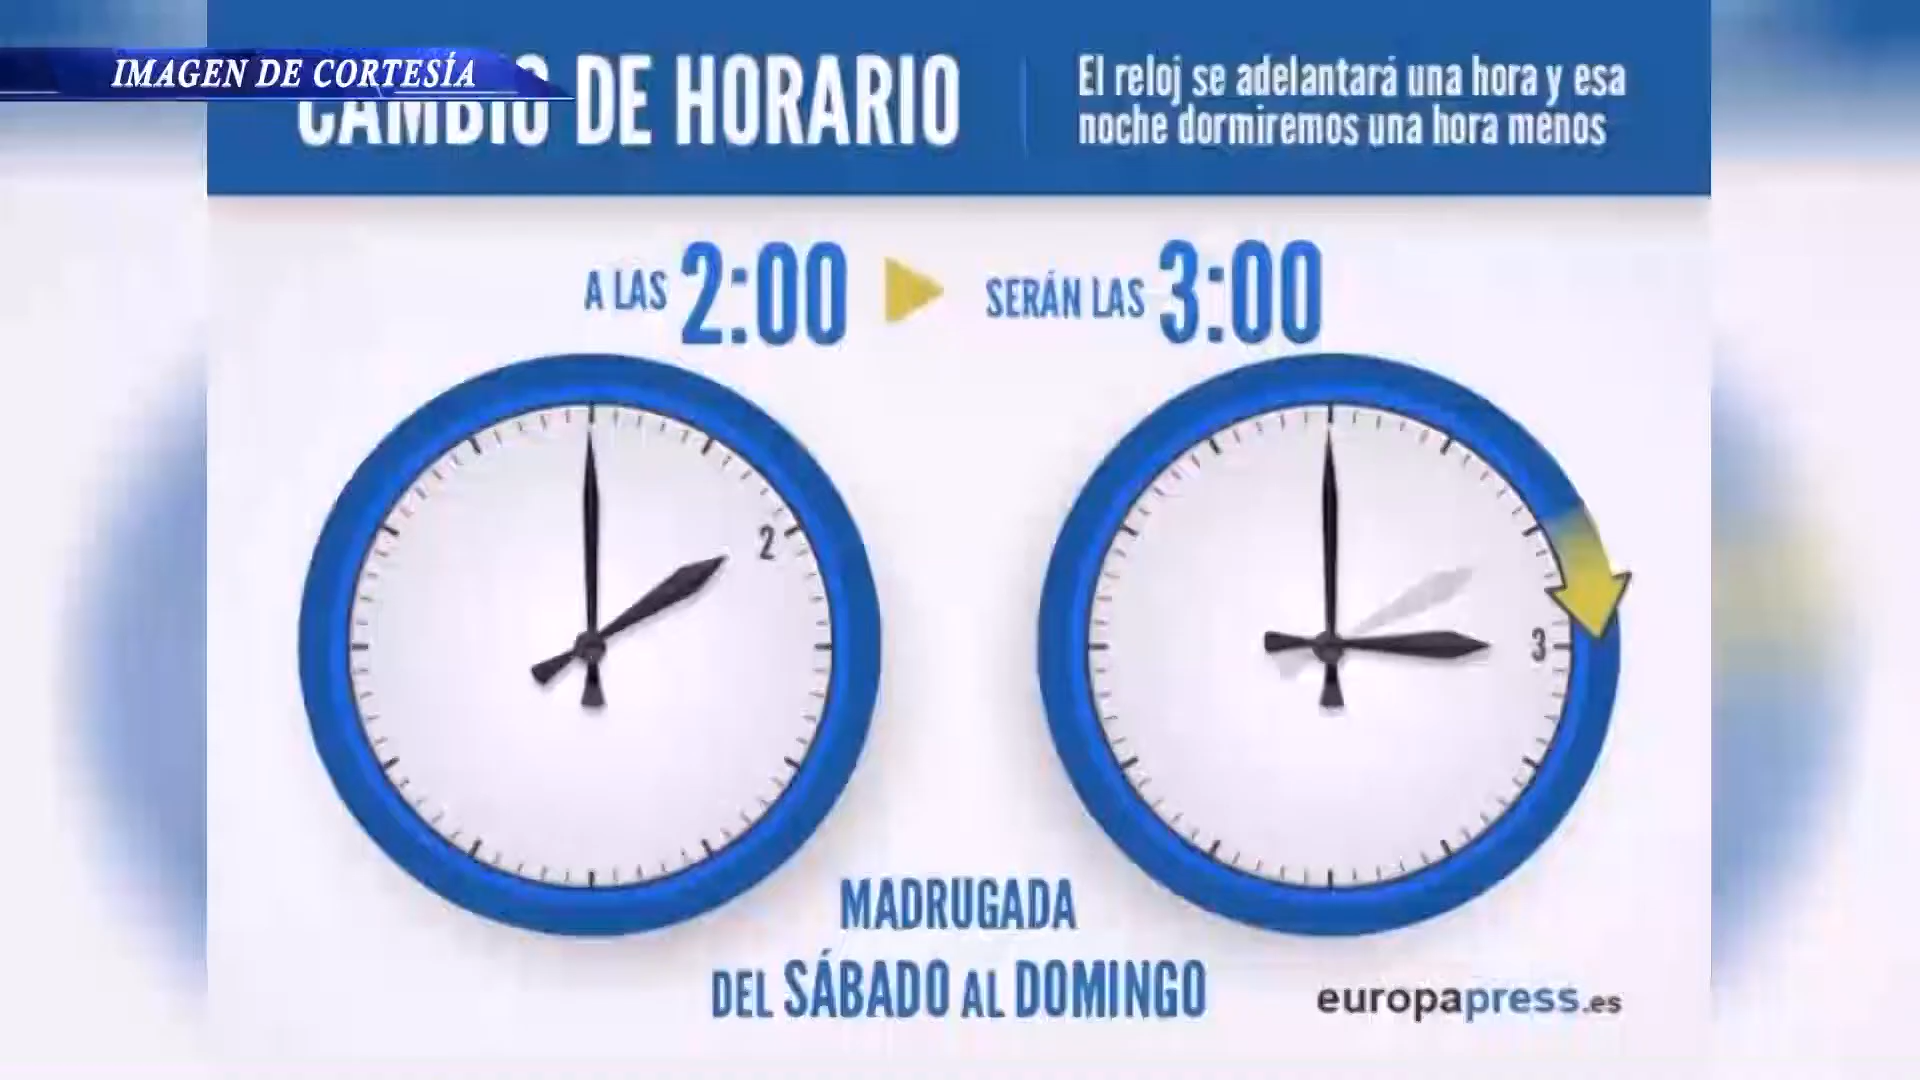 IMAGEN DE CORTESÍA
CAMBIO DE HORARIO
El reloj se adelantará una hora y esa
noche dormiremos una hora menos
A LAS 2:00 SERÁN LAS 3:00
2
3
MADRUGADA
DEL SÁBADO AL DOMINGO
europapress.es